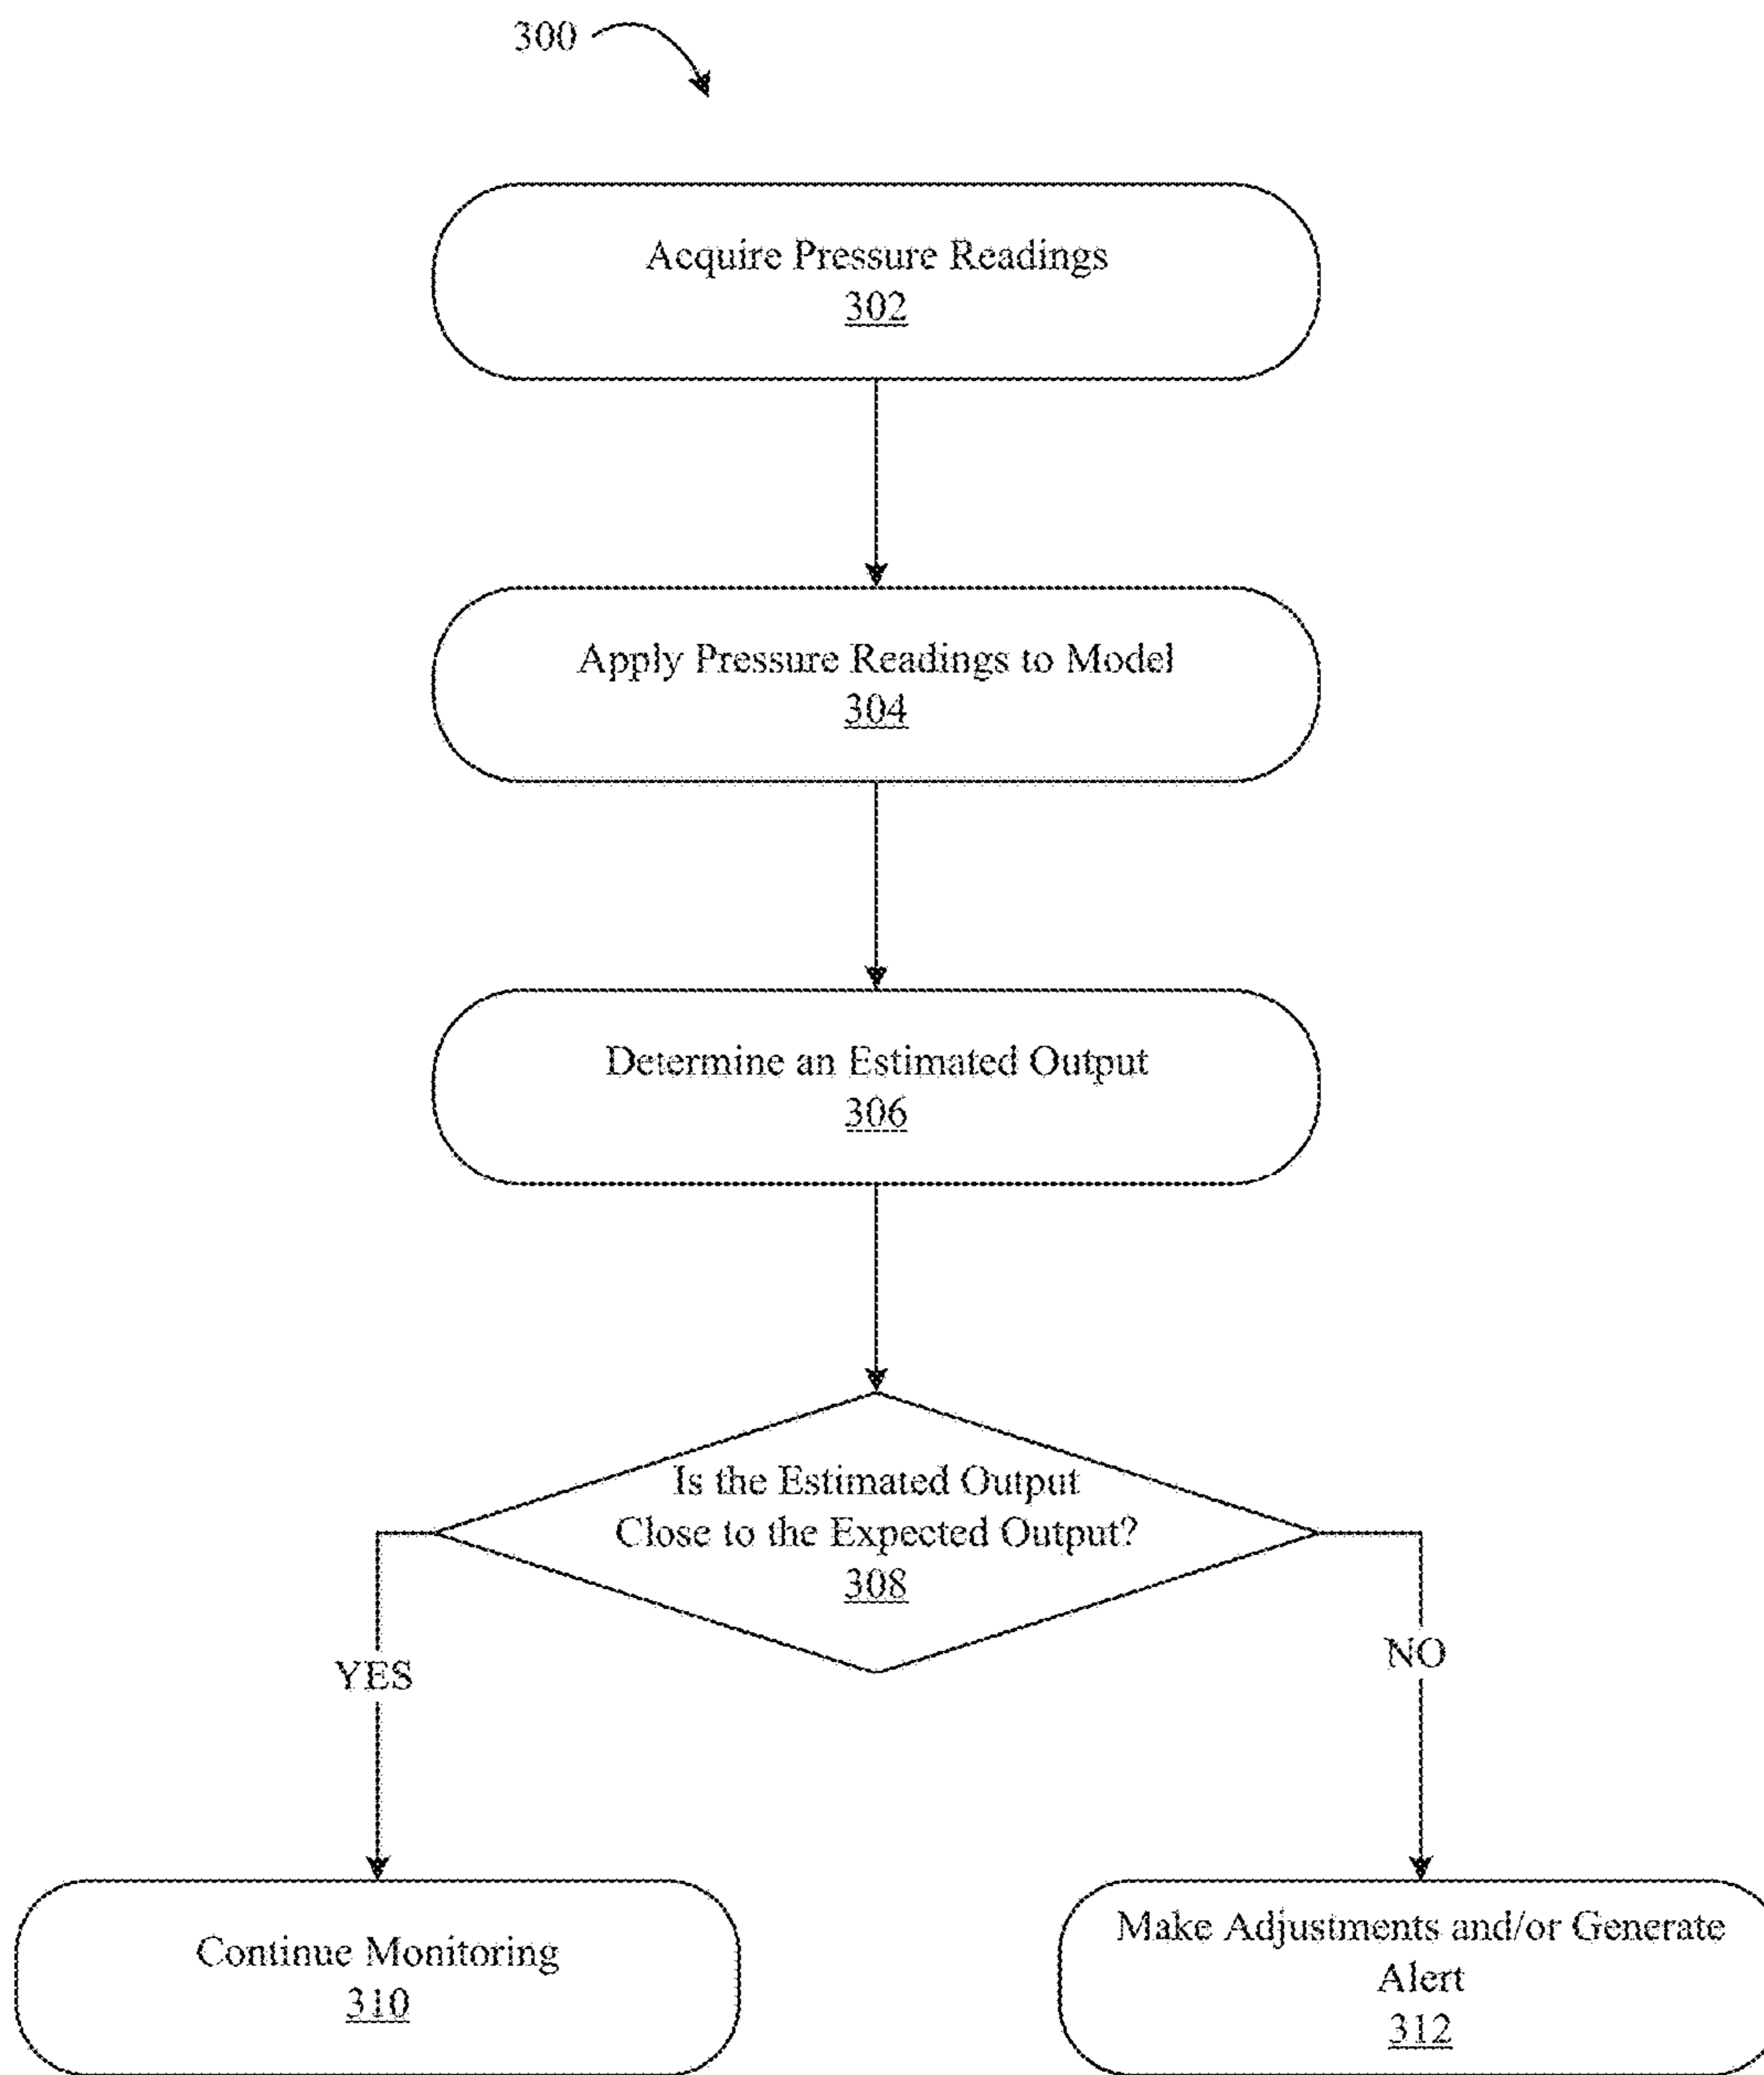 300
Acquire Pressure Readings
302
Apply Pressure Readings to Model
304
Determine an Estimated Output
306
Is the Estimated Output
Close to the Expected Output?
308
YES
NO
Continue Monitoring
310
Make Adjustments and/or Generate
Alert
312